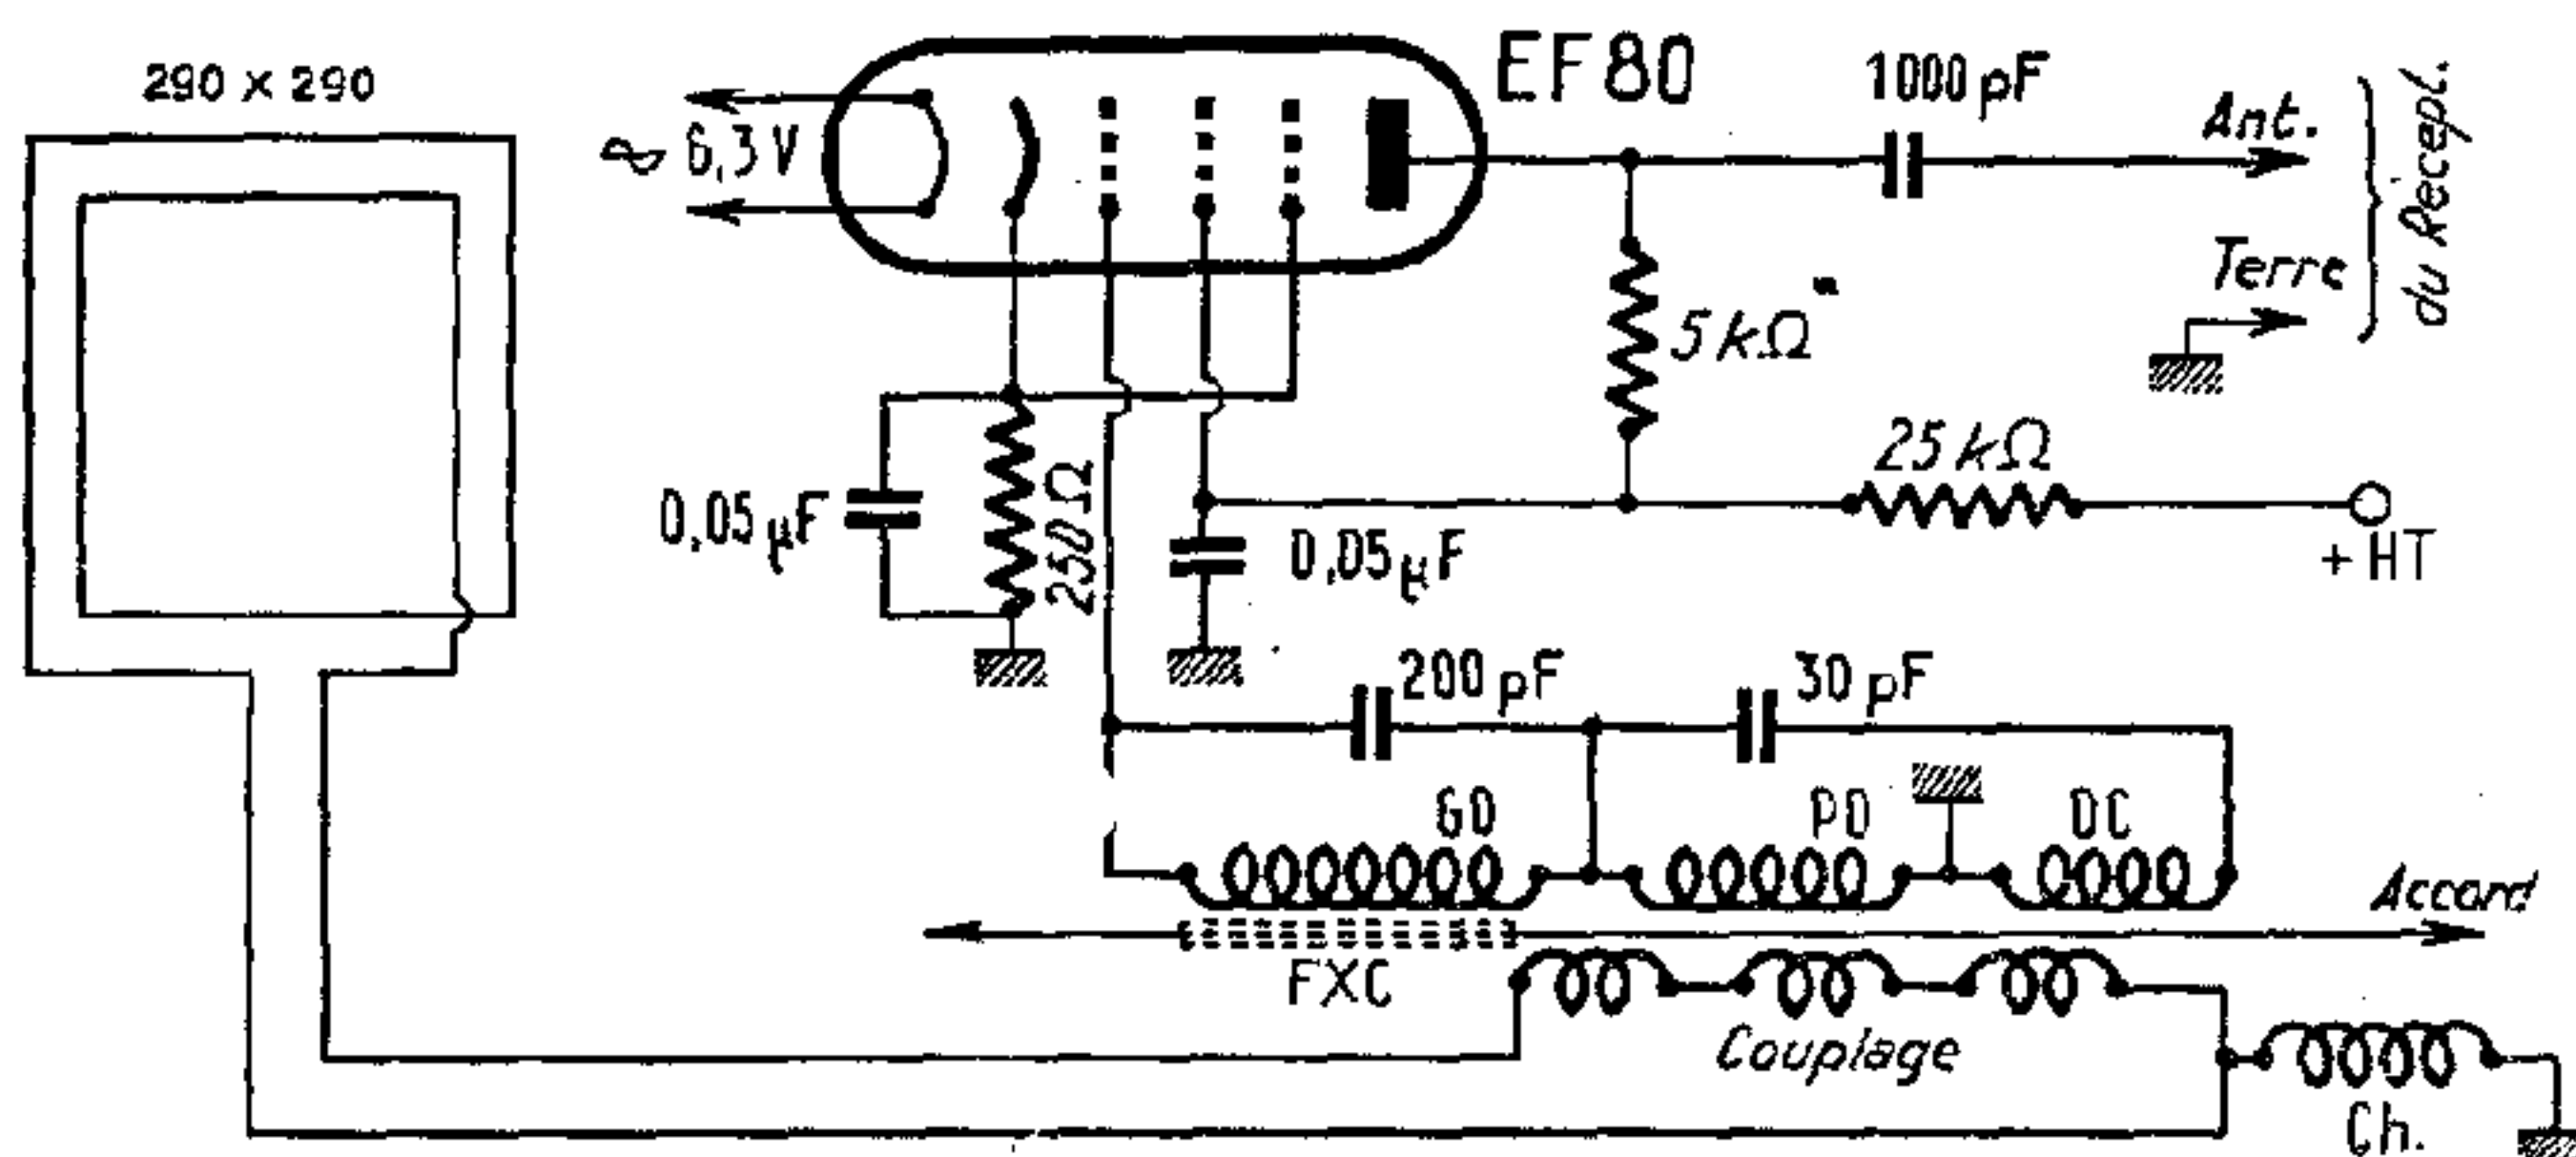 290 x 290
EF80
1000 pF
Ant.
Terre
du Récept.
6,3 V
5 kΩ
25 kΩ
+ HT
0,05 µF
250 Ω
0,05 µF
200 pF
30 pF
GO
PO
OC
Accord
FXC
Couplage
Ch.